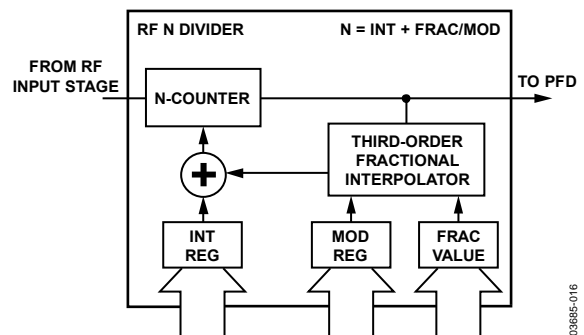 RF N DIVIDER
N = INT + FRAC/MOD
FROM RF
INPUT STAGE
TO PFD
N-COUNTER
THIRD-ORDER
FRACTIONAL
INTERPOLATOR
+
INT
REG
MOD
REG
FRAC
VALUE
03685-016